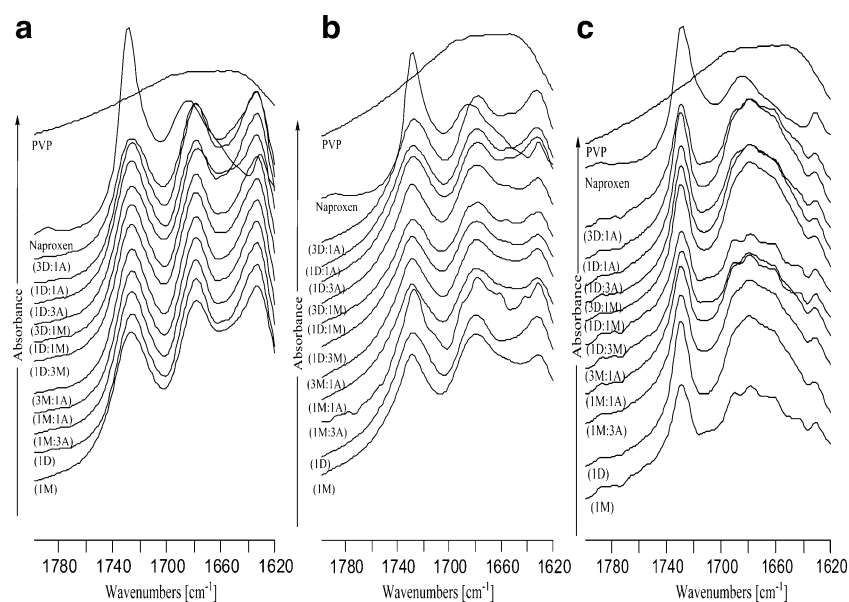 a
b
c
PVP
Naproxen
(3D:1A)
(1D:1A)
(1D:3A)
(3D:1M)
(1D:1M)
(1D:3M)
(3M:1A)
(1M:1A)
(1M:3A)
(1D)
(1M)
Absorbance
1780 1740 1700 1660 1620
Wavenumbers [cm-1]
PVP
Naproxen
(3D:1A)
(1D:1A)
(1D:3A)
(3D:1M)
(1D:1M)
(1D:3M)
(3M:1A)
(1M:1A)
(1M:3A)
(1D)
(1M)
Absorbance
1780 1740 1700 1660 1620
Wavenumbers [cm-1]
PVP
Naproxen
(3D:1A)
(1D:1A)
(1D:3A)
(3D:1M)
(1D:1M)
(1D:3M)
(3M:1A)
(1M:1A)
(1M:3A)
(1D)
(1M)
Absorbance
1780 1740 1700 1660 1620
Wavenumbers [cm-1]